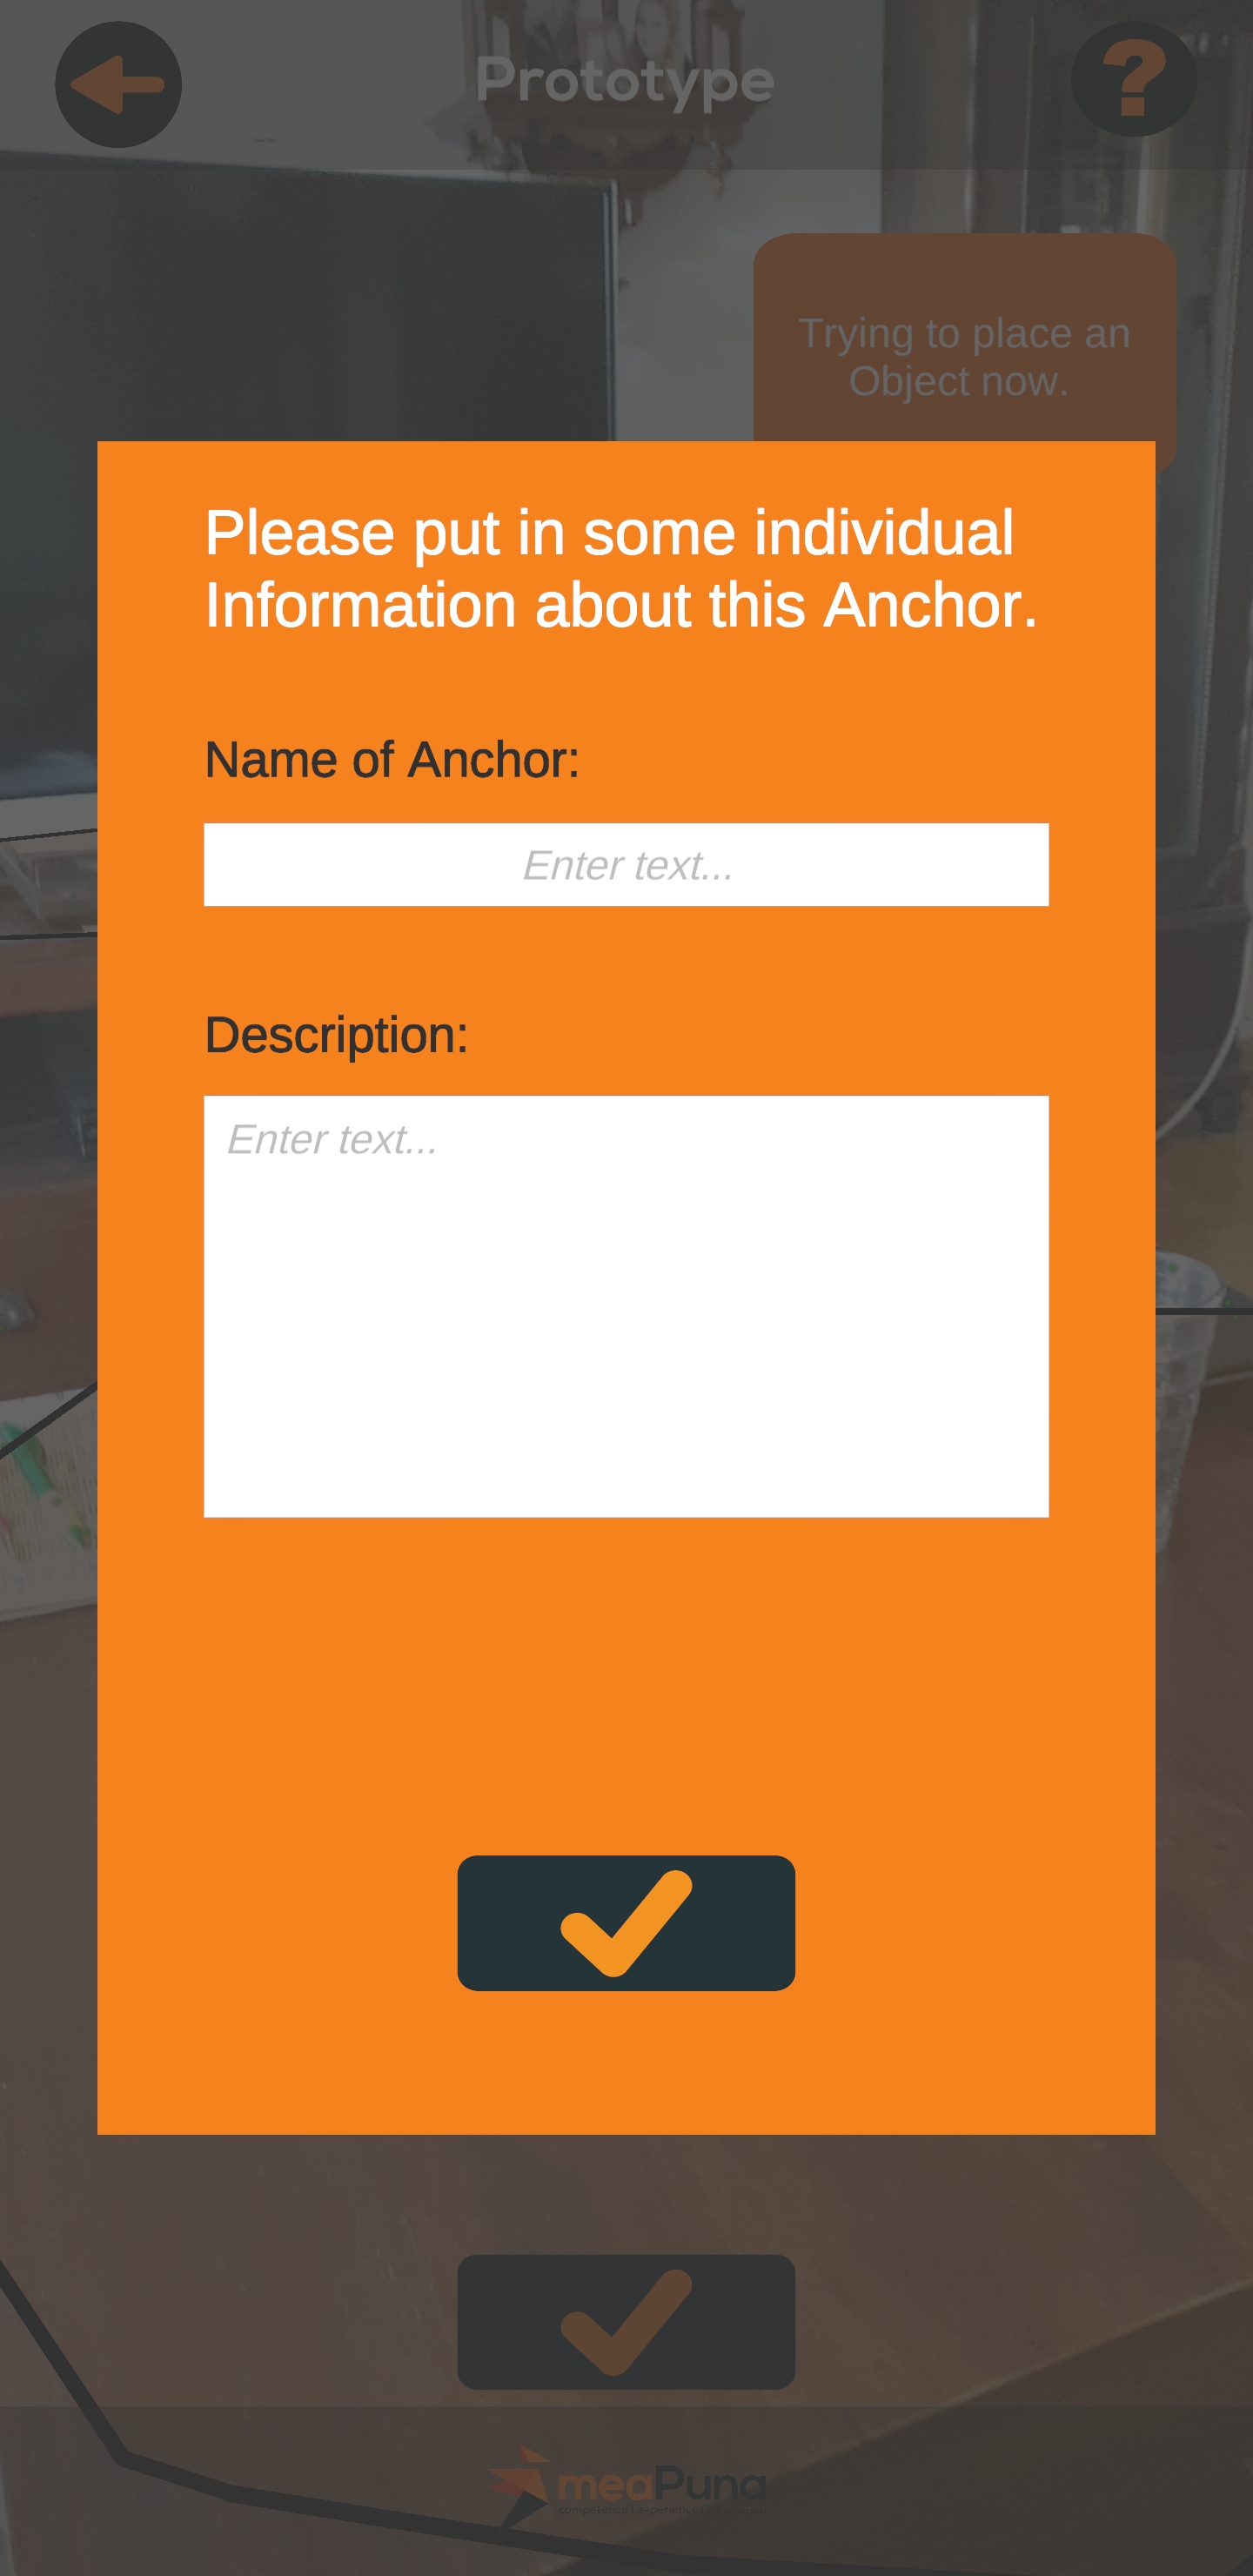 Prototype
Trying to place an
Object now.
Please put in some individual
Information about this Anchor.
Name of Anchor:
Enter text...
Description:
Enter text...
meaPuna
competence | experience |